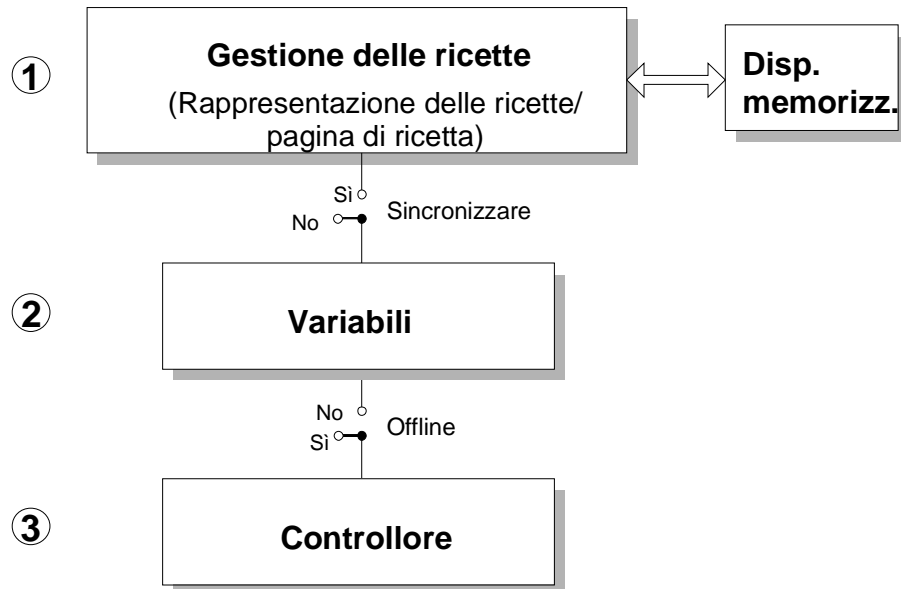 1
Gestione delle ricette
(Rappresentazione delle ricette/
pagina di ricetta)
Disp.
memorizz.
Sì
No
Sincronizzare
2
Variabili
No
Sì
Offline
3
Controllore